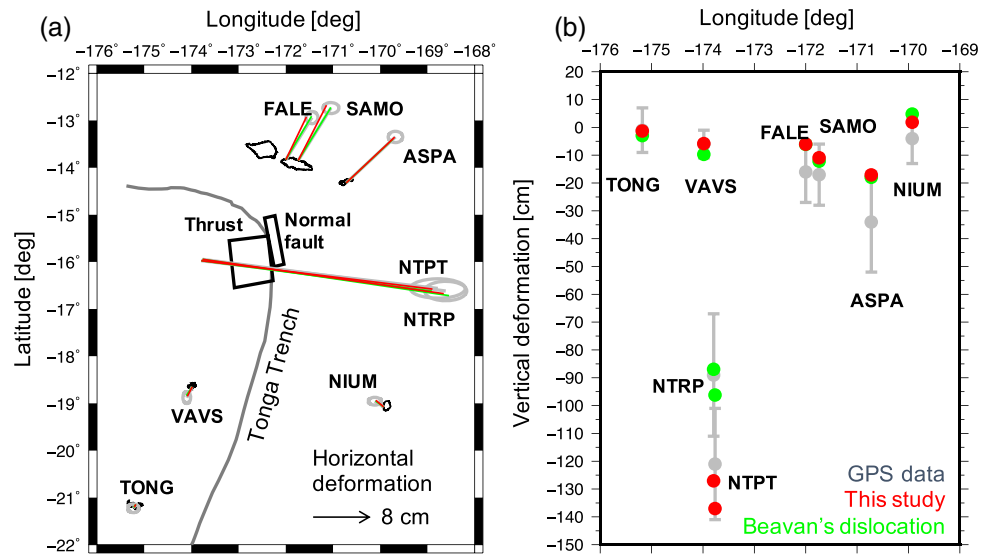 (a)
Longitude [deg]
−176° −175° −174° −173° −172° −171° −170° −169° −168°
Latitude [deg]
−12°
−13°
−14°
−15°
−16°
−17°
−18°
−19°
−20°
−21°
−22°
FALE
SAMO
ASPA
Thrust
Normal
fault
NTPT
NTRP
Tonga Trench
VAVS
NIUM
TONG
Horizontal
deformation
8 cm
(b)
Longitude [deg]
−176 −175 −174 −173 −172 −171 −170 −169
Vertical deformation [cm]
20
10
0
−10
−20
−30
−40
−50
−60
−70
−80
−90
−100
−110
−120
−130
−140
−150
TONG
VAVS
FALE
SAMO
NIUM
ASPA
NTRP
NTPT
GPS data
This study
Beavan's dislocation